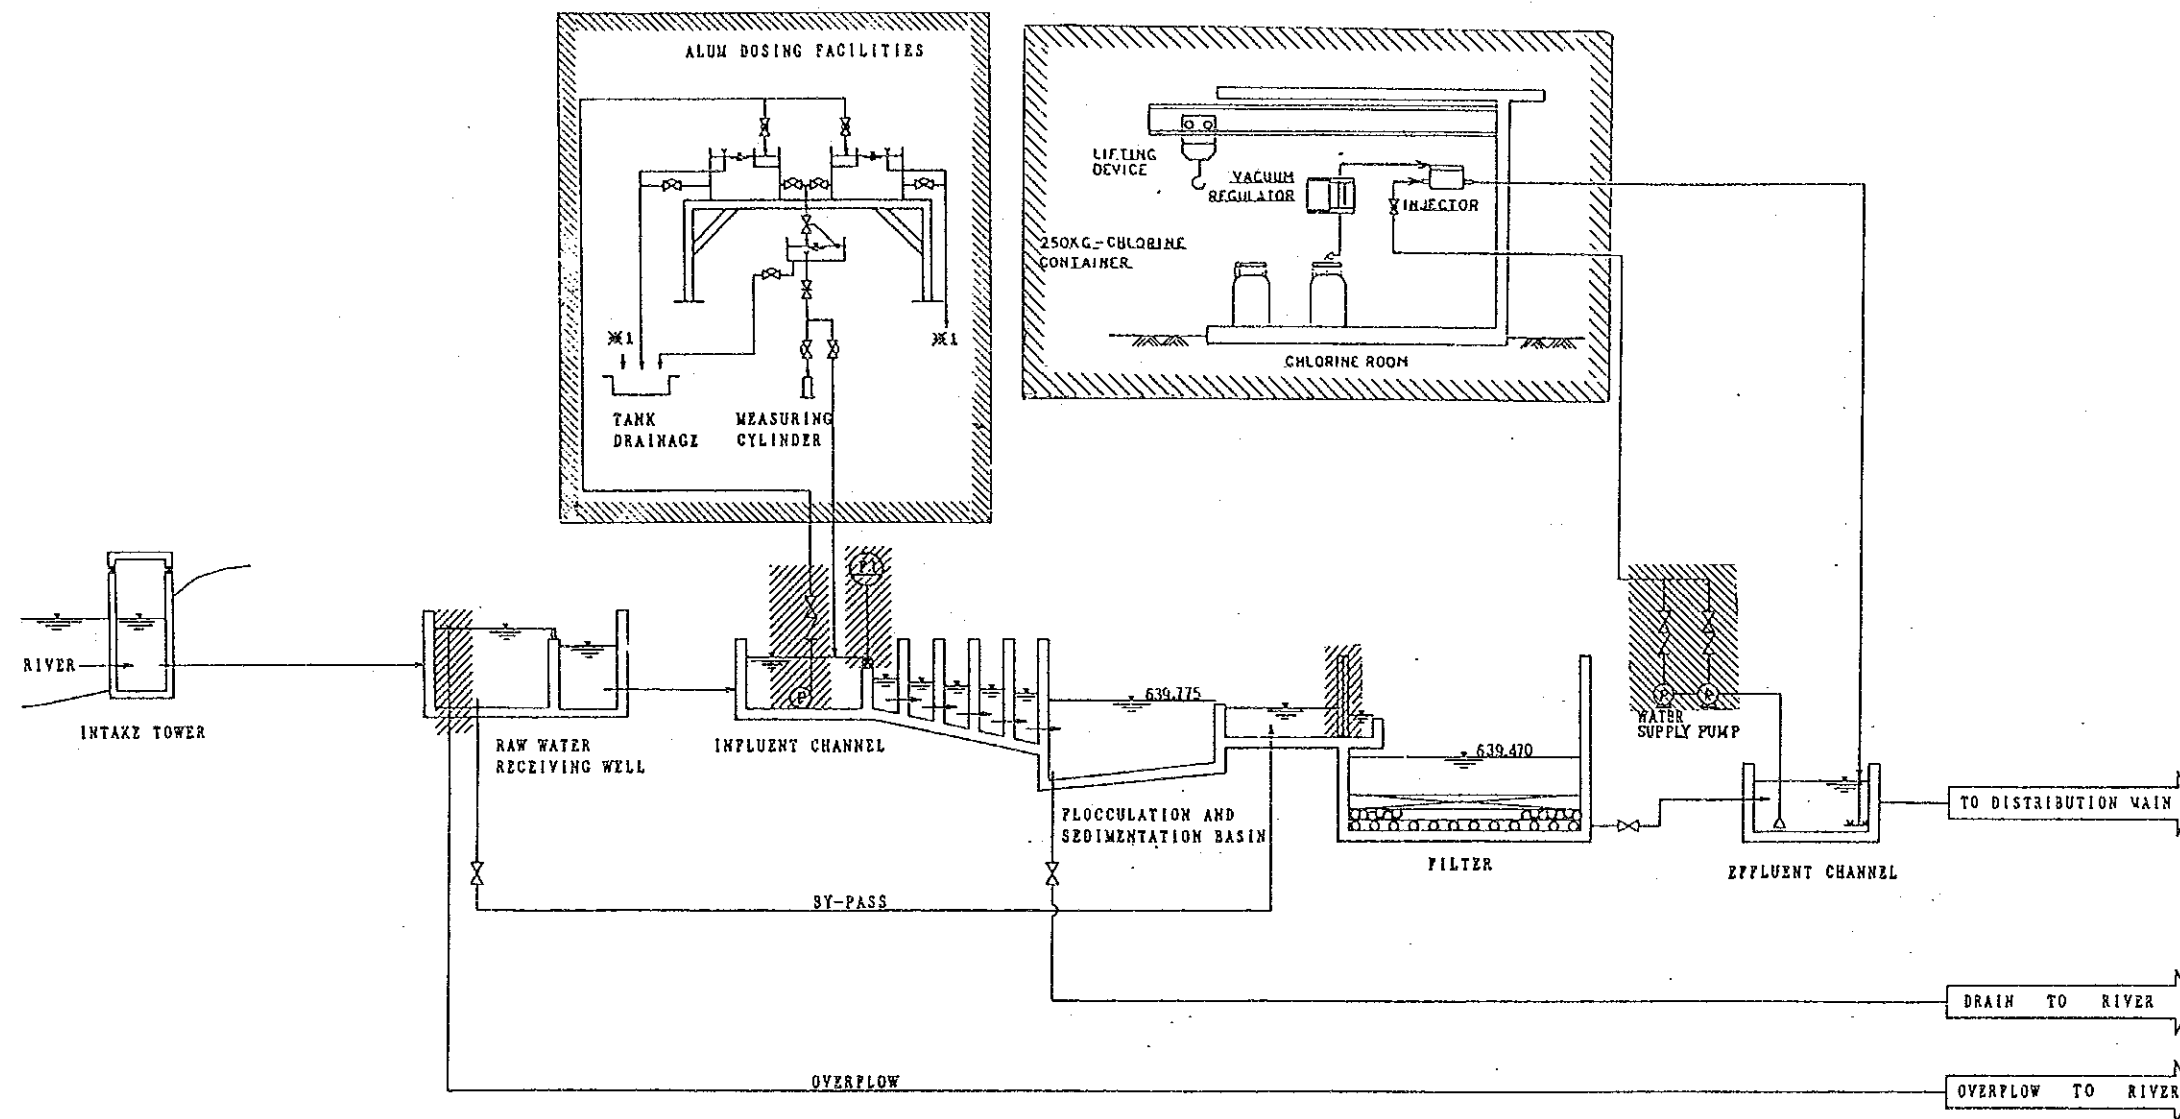 ALUM DOSING FACILITIES
LIFTING
DEVICE
VACUUM
REGULATOR
INJECTOR
250KG.-CHLORINE
CONTAINER
CHLORINE ROOM
※1
※1
TANK
DRAINAGE
MEASURING
CYLINDER
RIVER
INTAKE TOWER
RAW WATER
RECEIVING WELL
INFLUENT CHANNEL
P
639.775
FLOCCULATION AND
SEDIMENTATION BASIN
639.470
FILTER
P
P
WATER
SUPPLY PUMP
EFFLUENT CHANNEL
TO DISTRIBUTION MAIN
BY-PASS
DRAIN TO RIVER
OVERFLOW
OVERFLOW TO RIVER